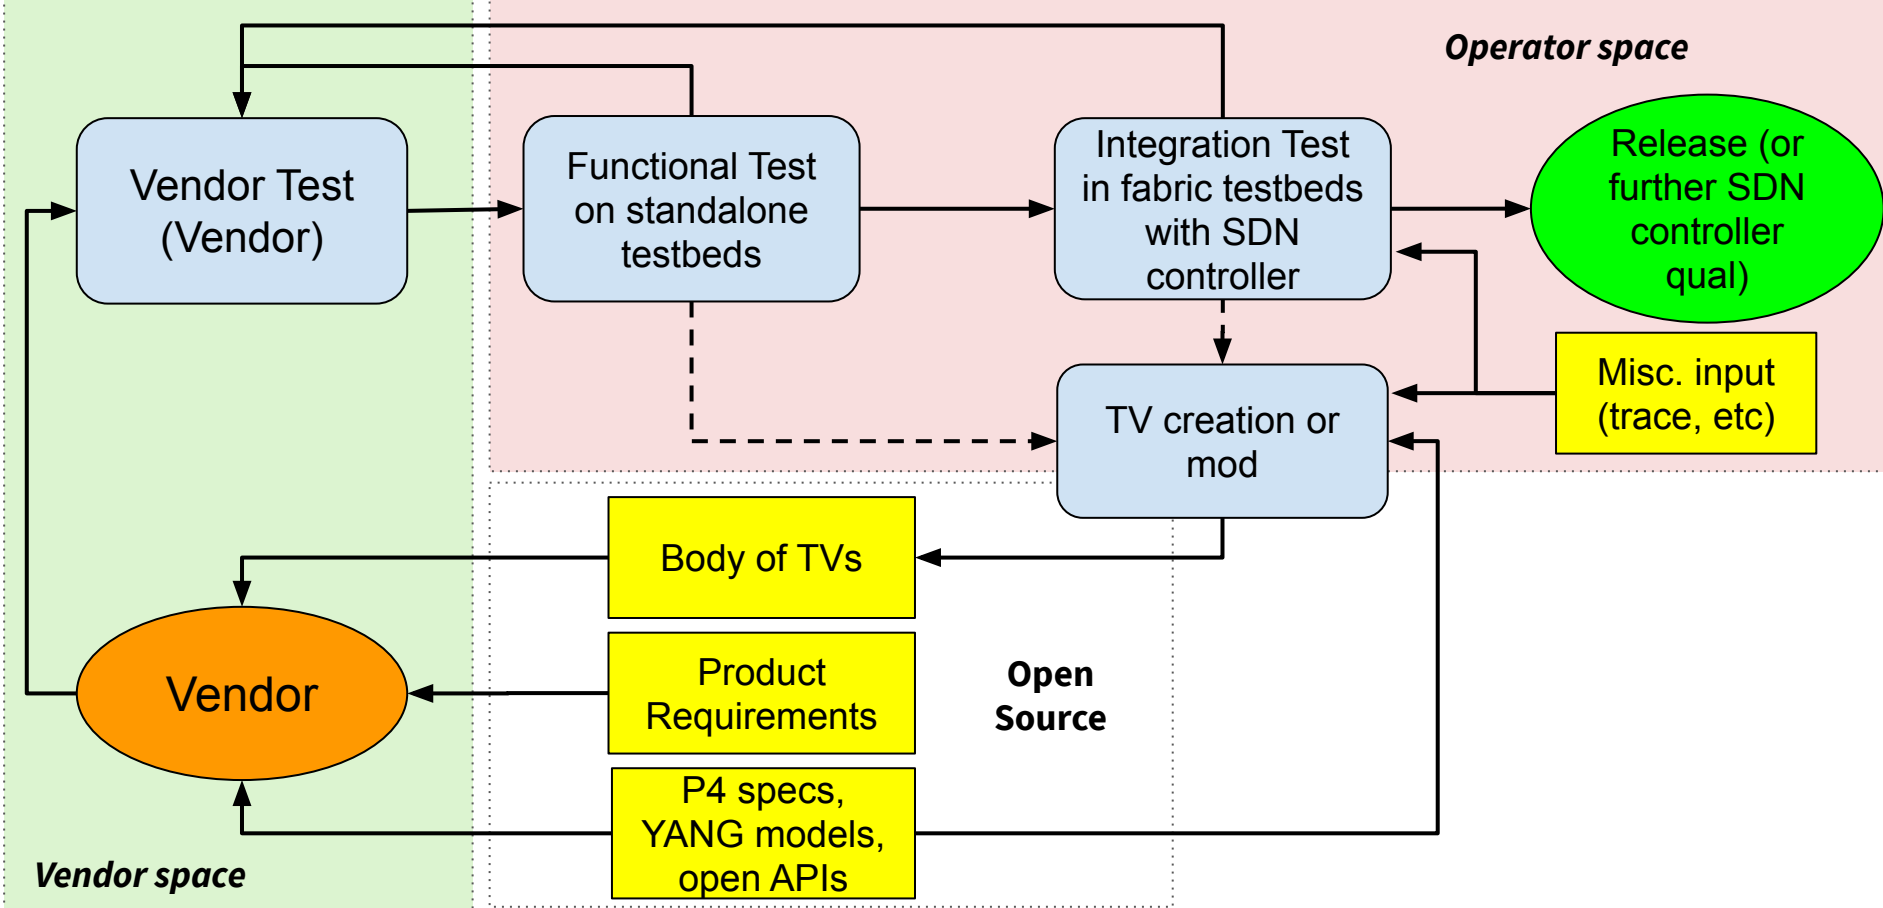 Operator space
Vendor Test
(Vendor)
Functional Test
on standalone
testbeds
Integration Test
in fabric testbeds
with SDN
controller
Release (or
further SDN
controller
qual)
Misc. input
(trace, etc)
TV creation or
mod
Body of TVs
Vendor
Product
Requirements
Open
Source
P4 specs,
YANG models,
open APIs
Vendor space